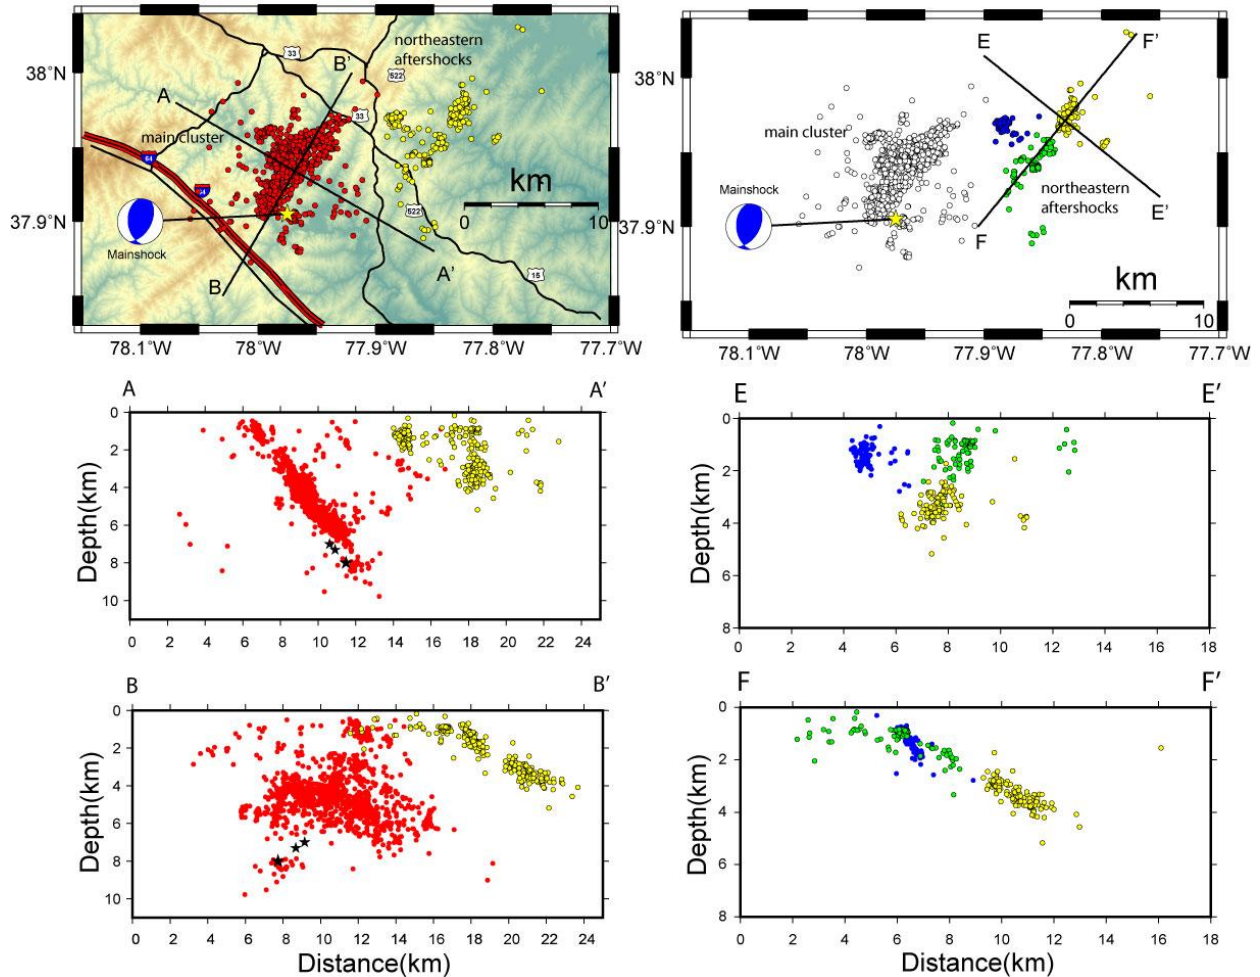 38°N
37.9°N
78.1°W
78°W
77.9°W
77.8°W
77.7°W
northeastern
aftershocks
main cluster
Mainshock
A
A'
B
B'
33
33
522
522
15
64
64
km
0
10
38°N
37.9°N
78.1°W
78°W
77.9°W
77.8°W
77.7°W
main cluster
Mainshock
northeastern
aftershocks
E
E'
F
F'
km
0
10
A
A'
Depth(km)
0
2
4
6
8
10
0 2 4 6 8 10 12 14 16 18 20 22 24
E
E'
Depth(km)
0
2
4
6
8
0 2 4 6 8 10 12 14 16 18
B
B'
Depth(km)
0
2
4
6
8
10
0 2 4 6 8 10 12 14 16 18 20 22 24
Distance(km)
F
F'
Depth(km)
0
2
4
6
8
0 2 4 6 8 10 12 14 16 18
Distance(km)